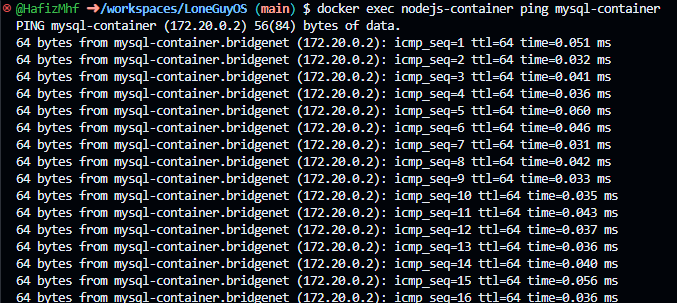 @HafizMhf ➜/workspaces/LoneGuyOS (main) $ docker exec nodejs-container ping mysql-container
PING mysql-container (172.20.0.2) 56(84) bytes of data.
64 bytes from mysql-container.bridgenet (172.20.0.2): icmp_seq=1 ttl=64 time=0.051 ms
64 bytes from mysql-container.bridgenet (172.20.0.2): icmp_seq=2 ttl=64 time=0.032 ms
64 bytes from mysql-container.bridgenet (172.20.0.2): icmp_seq=3 ttl=64 time=0.041 ms
64 bytes from mysql-container.bridgenet (172.20.0.2): icmp_seq=4 ttl=64 time=0.036 ms
64 bytes from mysql-container.bridgenet (172.20.0.2): icmp_seq=5 ttl=64 time=0.060 ms
64 bytes from mysql-container.bridgenet (172.20.0.2): icmp_seq=6 ttl=64 time=0.046 ms
64 bytes from mysql-container.bridgenet (172.20.0.2): icmp_seq=7 ttl=64 time=0.031 ms
64 bytes from mysql-container.bridgenet (172.20.0.2): icmp_seq=8 ttl=64 time=0.042 ms
64 bytes from mysql-container.bridgenet (172.20.0.2): icmp_seq=9 ttl=64 time=0.033 ms
64 bytes from mysql-container.bridgenet (172.20.0.2): icmp_seq=10 ttl=64 time=0.035 ms
64 bytes from mysql-container.bridgenet (172.20.0.2): icmp_seq=11 ttl=64 time=0.043 ms
64 bytes from mysql-container.bridgenet (172.20.0.2): icmp_seq=12 ttl=64 time=0.037 ms
64 bytes from mysql-container.bridgenet (172.20.0.2): icmp_seq=13 ttl=64 time=0.036 ms
64 bytes from mysql-container.bridgenet (172.20.0.2): icmp_seq=14 ttl=64 time=0.040 ms
64 bytes from mysql-container.bridgenet (172.20.0.2): icmp_seq=15 ttl=64 time=0.056 ms
64 bytes from mysql-container.bridgenet (172.20.0.2): icmp_seq=16 ttl=64 time=0.036 ms